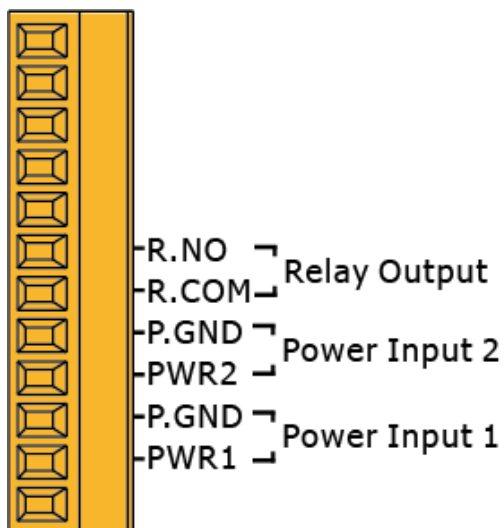 R.NO
R.COM
Relay Output
P.GND
PWR2
Power Input 2
P.GND
PWR1
Power Input 1